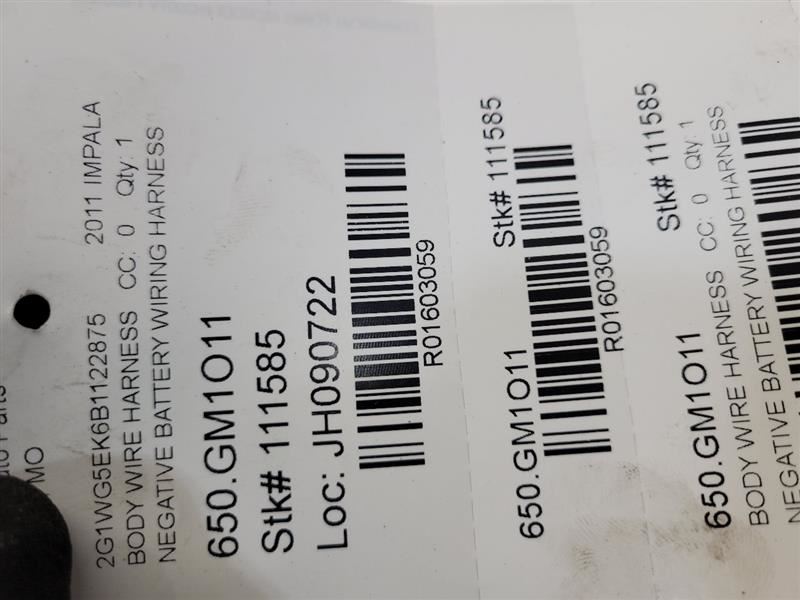 MO
2G1WG5EK6B1122875 2011 IMPALA
BODY WIRE HARNESS CC: 0 Qty: 1
NEGATIVE BATTERY WIRING HARNESS
650.GM1O11
Stk# 111585
Loc: JH090722
R01603059
650.GM1O11 Stk# 111585
R01603059
650.GM1O11 Stk# 111585
BODY WIRE HARNESS CC: 0 Qty: 1
NEGATIVE BATTERY WIRING HARNESS